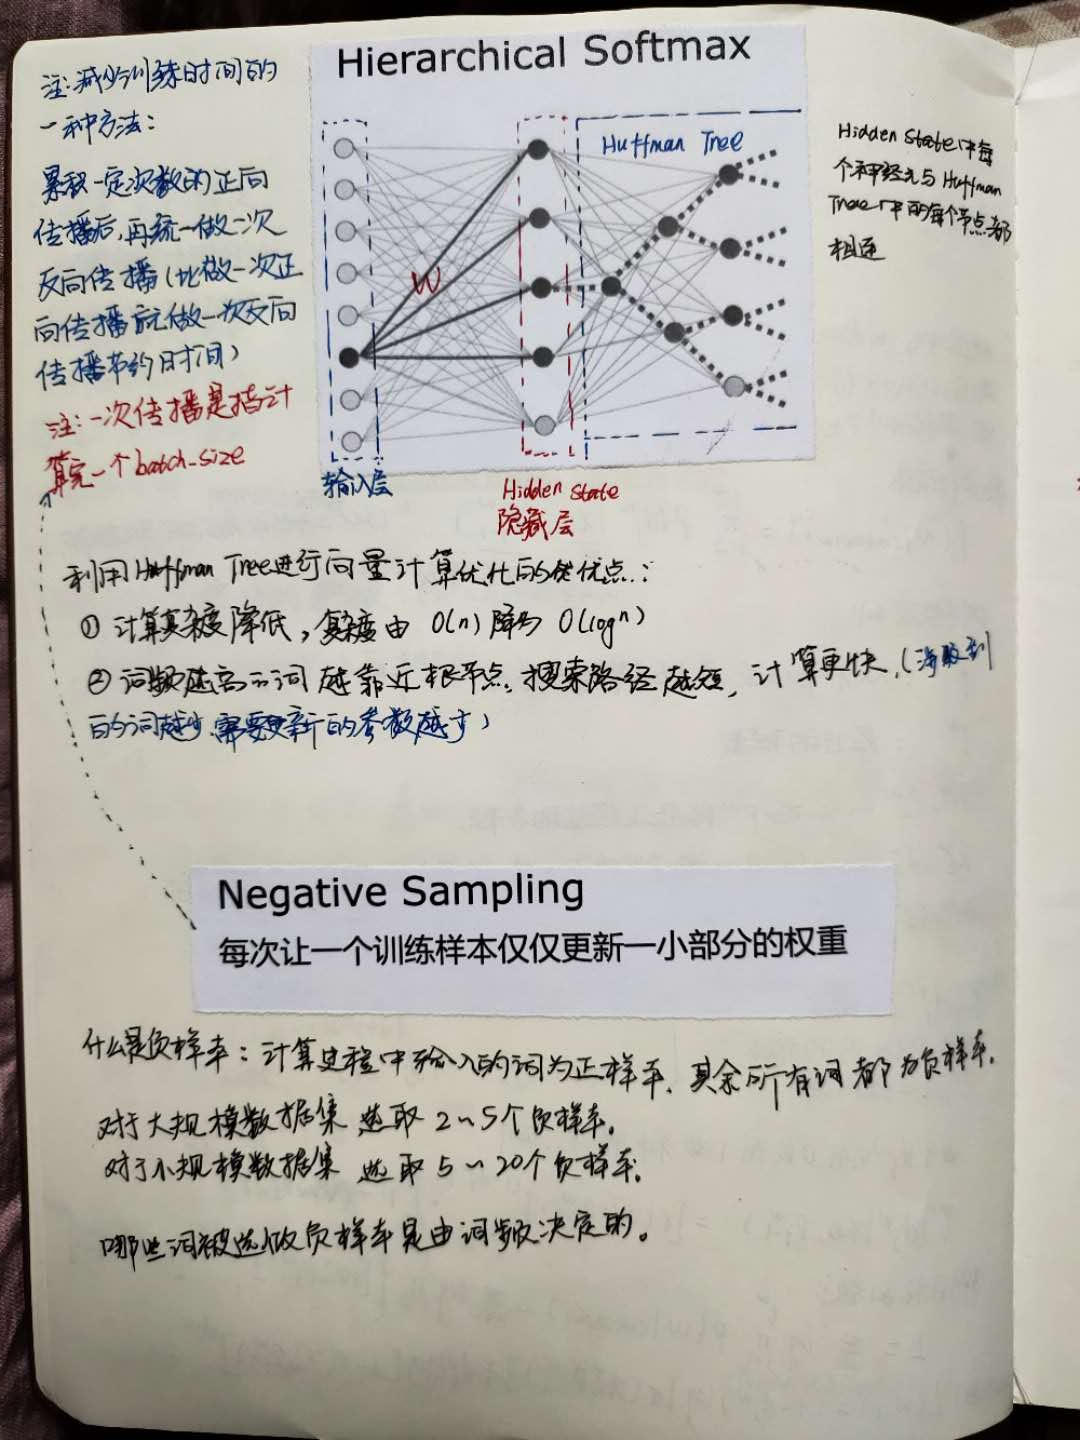 Hierarchical Softmax
注:减少训练时间的
一种方法:
累积一定次数的正向
传播后,再统一做一次
反向传播(比做一次正
向传播就做一次反向
传播节约时间)
注:一次传播是指计
算完一个batch-size
Huffman Tree
W
输入层
Hidden state
隐藏层
Hidden state中每
个神经元与Huffman
Tree中的每个节点都
相连
利用Huffman Tree进行向量计算优化的优点:
① 计算复杂度降低,复杂度由 O(n) 降为 O(logn)
② 词频越高的词越靠近根节点,搜索路径越短,计算更快,(涉及到
的词越少,需要更新的参数越少)
Negative Sampling
每次让一个训练样本仅仅更新一小部分的权重
什么是负样本:计算过程中输入的词为正样本,其余所有词都为负样本.
对于大规模数据集 选取 2~5个负样本.
对于小规模数据集 选取 5~20个负样本.
哪些词被选做负样本是由词频决定的。